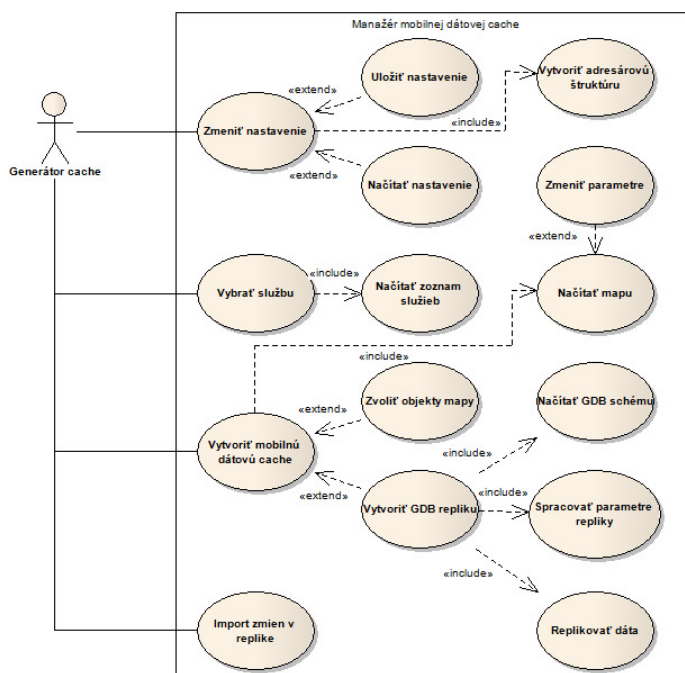 Manažér mobilnej dátovej cache
Uložiť nastavenie
Vytvoriť adresárovú
štruktúru
«extend»
«include»
Zmeniť nastavenie
Generátor cache
«extend»
Načítať nastavenie
Zmeniť parametre
«extend»
Vybrať službu
«include»
Načítať zoznam
služieb
Načítať mapu
«include»
Zvoliť objekty mapy
Načítať GDB schému
«extend»
Vytvoriť mobilnú
dátovú cache
«include»
«extend»
Vytvoriť GDB repliku
«include»
Spracovať parametre
repliky
«include»
Import zmien v
replike
Replikovať dáta